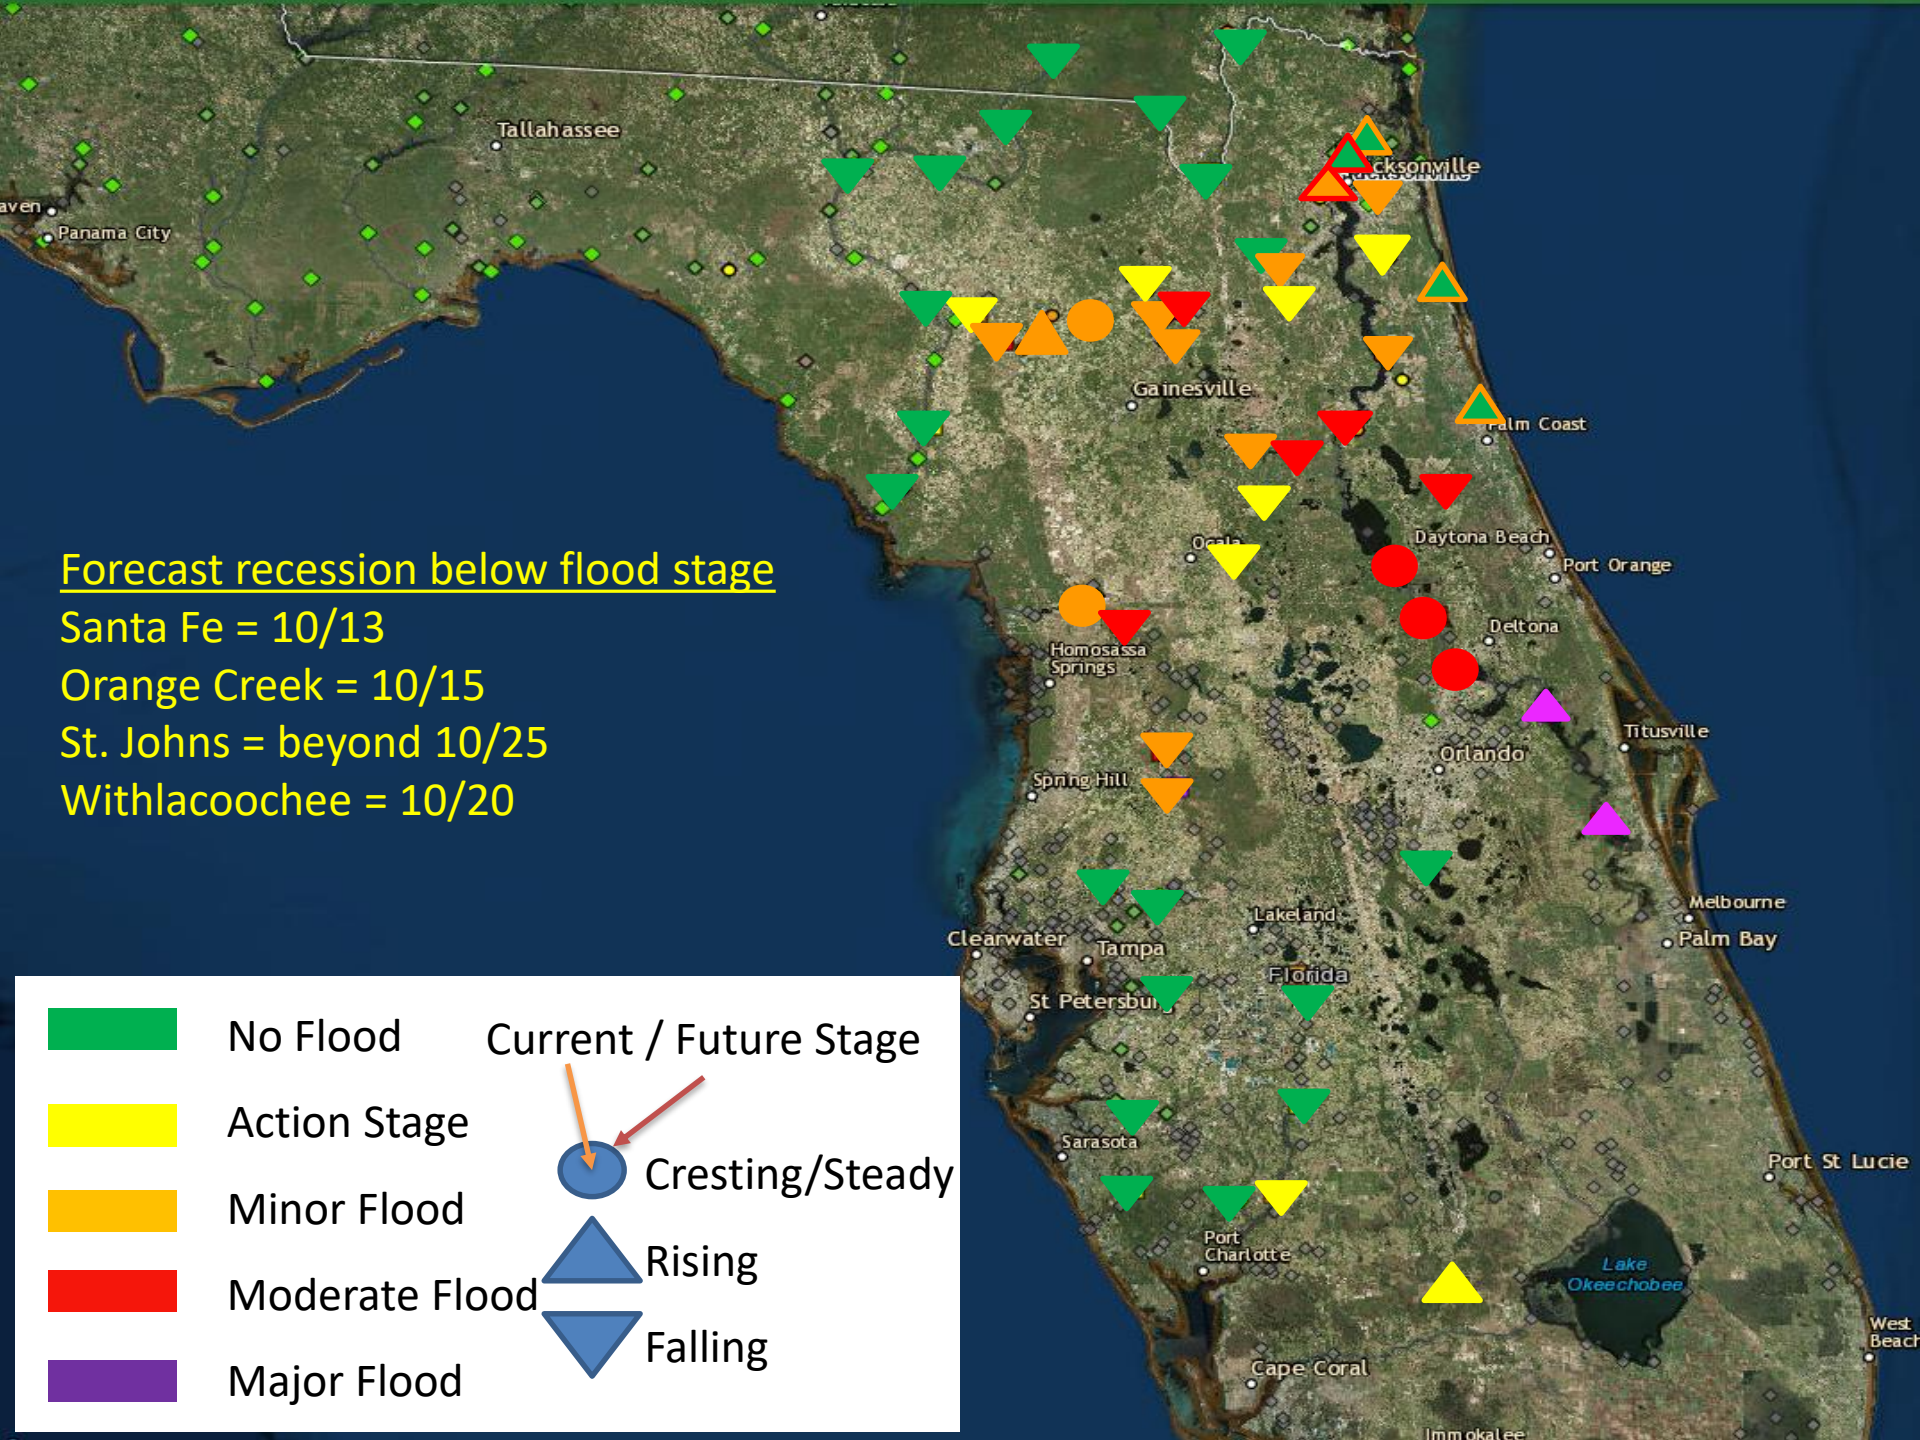 Tallahassee
cksonville
aven
Panama City
Gainesville
Palm Coast
Forecast recession below flood stage
Santa Fe = 10/13
Orange Creek = 10/15
St. Johns = beyond 10/25
Withlacoochee = 10/20
Ocala
Daytona Beach
Port Orange
Deltona
Homosassa
Springs
Titusville
Orlando
Spring Hill
Melbourne
Palm Bay
Lakeland
Clearwater
Tampa
Florida
St Petersburg
Sarasota
Port St Lucie
Port
Charlotte
Lake
Okeechobee
West
Beach
Cape Coral
Immokalee
No Flood
Action Stage
Minor Flood
Moderate Flood
Major Flood
Current / Future Stage
Cresting/Steady
Rising
Falling